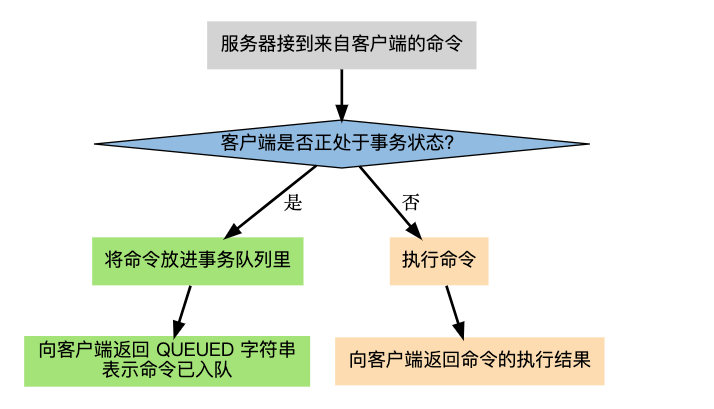 服务器接到来自客户端的命令
客户端是否正处于事务状态?
是
否
将命令放进事务队列里
执行命令
向客户端返回 QUEUED 字符串
表示命令已入队
向客户端返回命令的执行结果